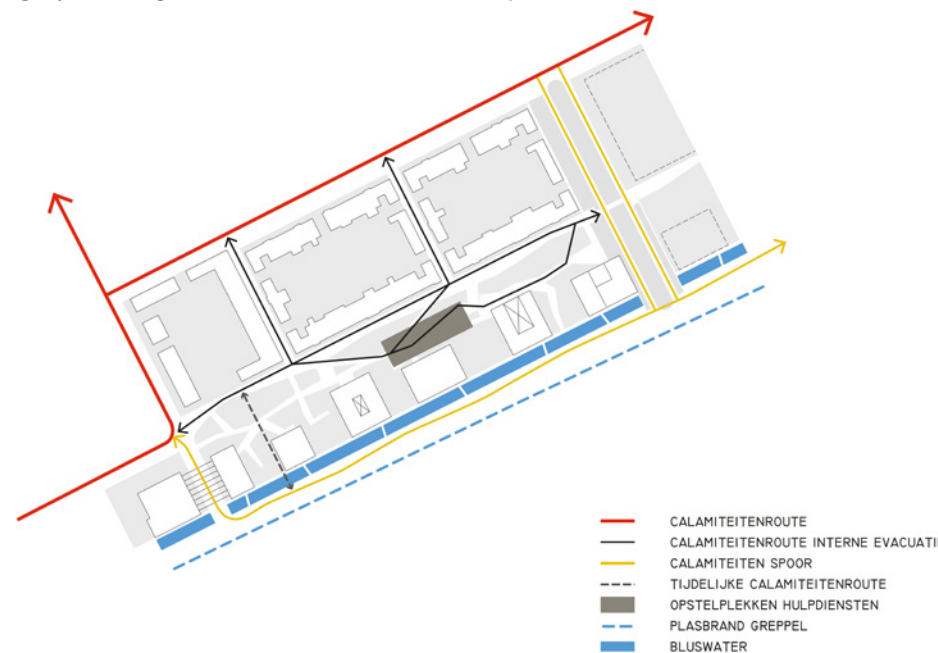 CALAMITEITENROUTE
CALAMITEITENROUTE INTERNE EVACUATI
CALAMITEITEN SPOOR
TIJDELIJKE CALAMITEITENROUTE
OPSTELPLEKKEN HULPDIENSTEN
PLASBRAND GREPPEL
BLUSWATER